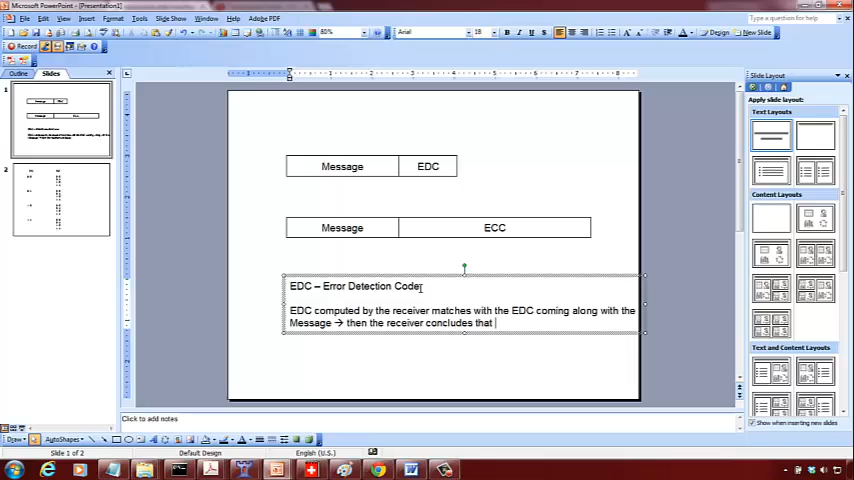 Microsoft PowerPoint - [Presentation1]
File Edit View Insert Format Tools Slide Show Window Help Adobe PDF
Type a question for help
80% Arial 18 B I U S A Design New Slide
Record
Outline Slides
1
2
Message EDC
Message ECC
EDC – Error Detection Code
EDC computed by the receiver matches with the EDC coming along with the
Message → then the receiver concludes that
Slide Layout
Apply slide layout:
Text Layouts
Content Layouts
Text and Content Layouts
Show when inserting new slides
Click to add notes
Draw AutoShapes
Slide 1 of 2 Default Design English (U.S.)